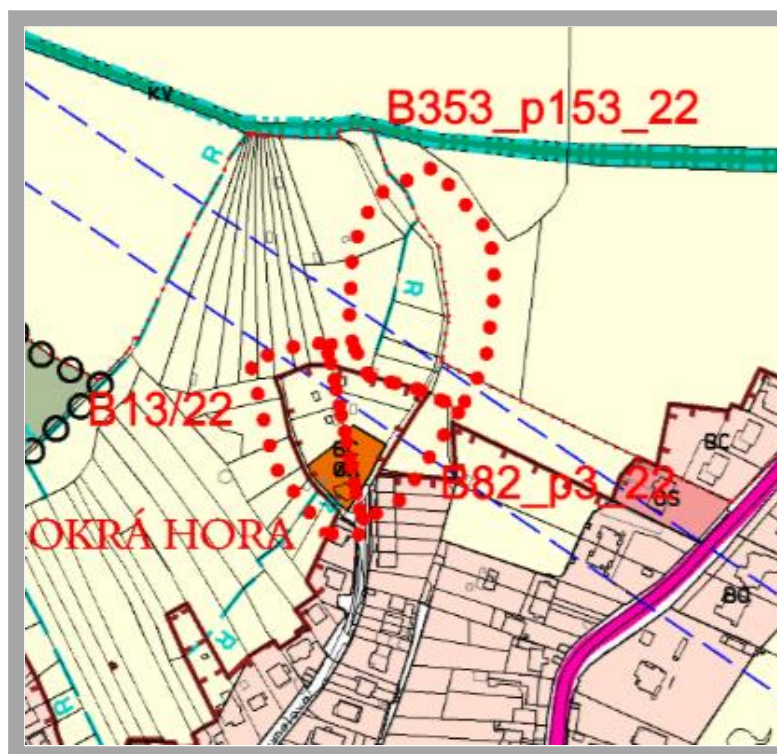 KV
B353_p153_22
R
R
B13/22
B82_p3_22
BC
OS
OKRÁ HORA
R
BO
R